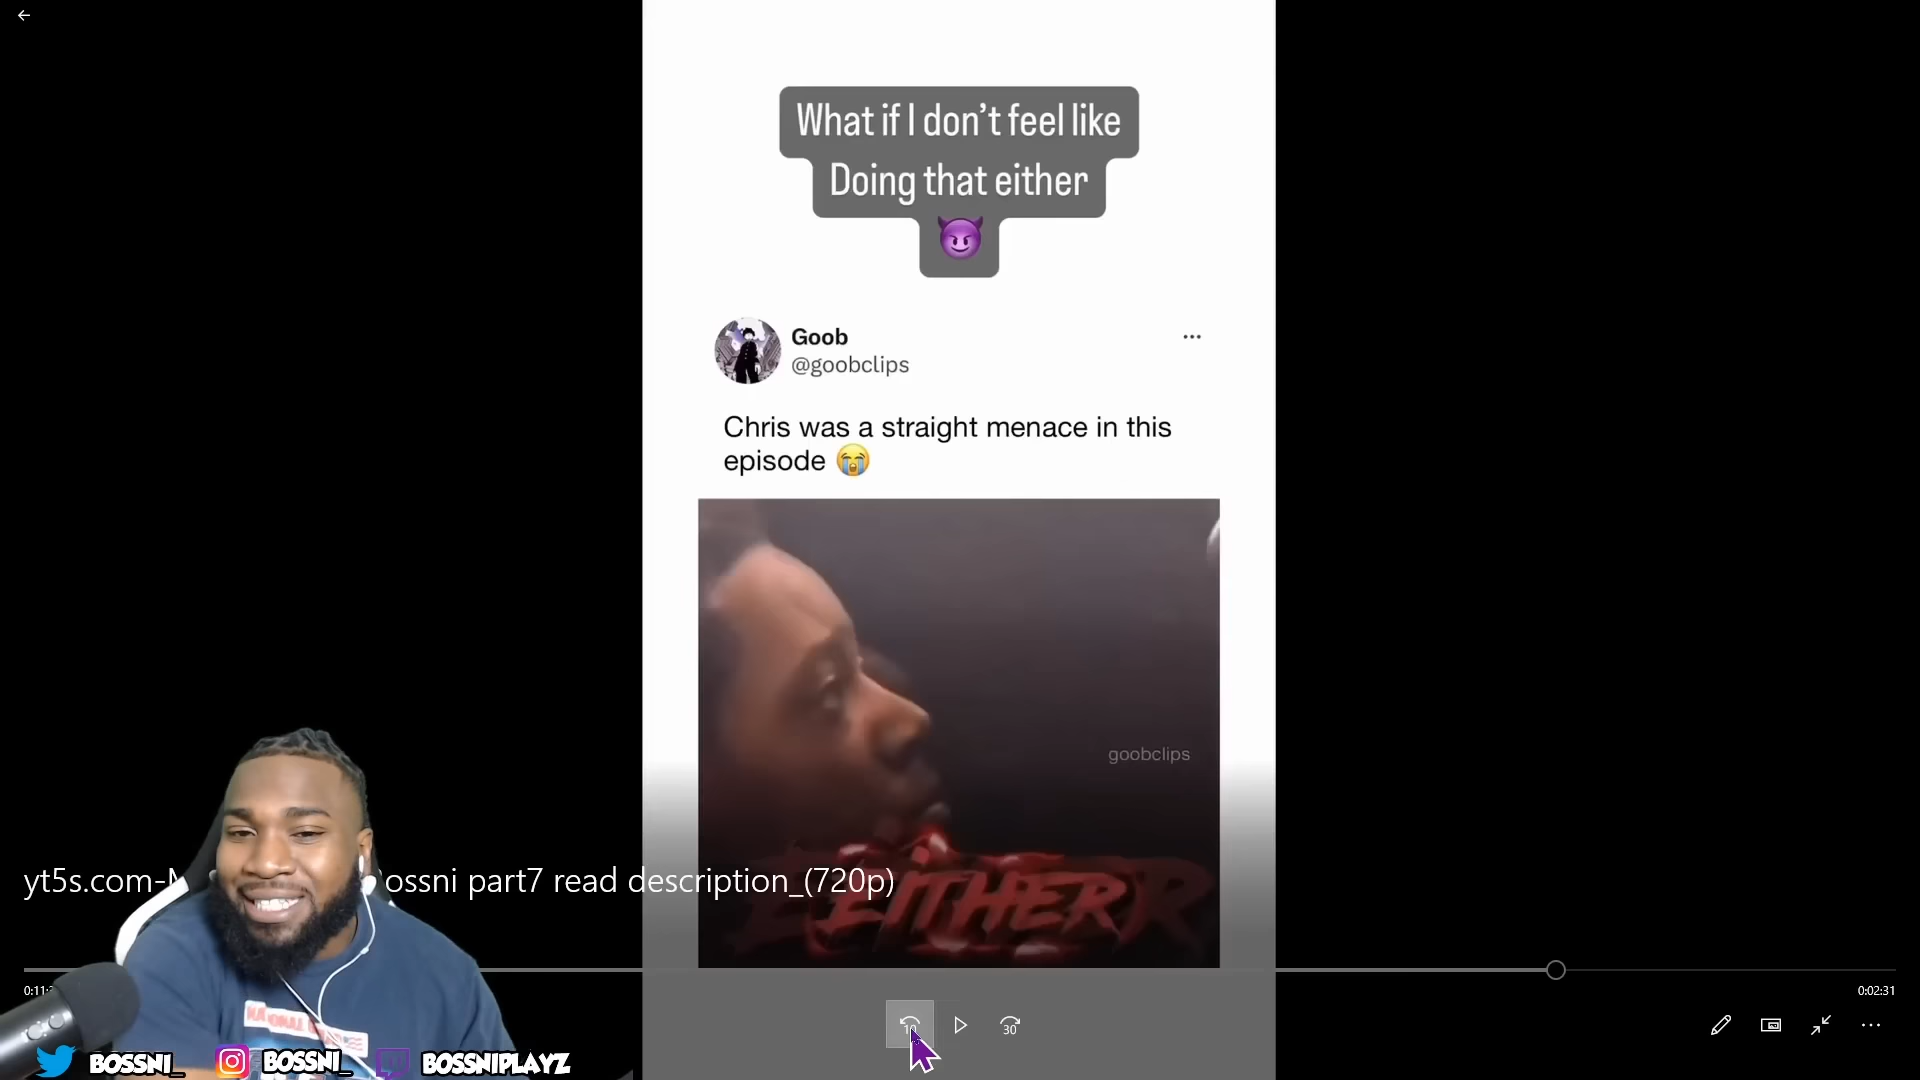 What if I don’t feel like
Doing that either
😈
Goob
@goobclips
Chris was a straight menace in this
episode 😭
goobclips
EITHER
ossni part7 read description_(720p)
yt5s.com-
0:02:31
10
30
BOSSNI_
BOSSNI_
BOSSNIPLAYZ